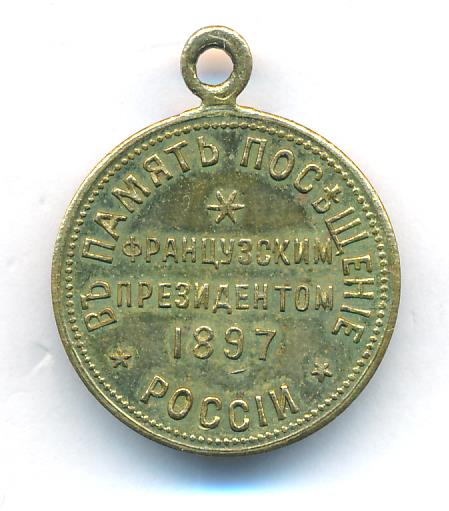 ВЪ ПАМЯТЬ ПОСѢЩЕНІЕ
ФРАНЦУЗСКИМ
ПРЕЗИДЕНТОМ
1897
РОССІИ